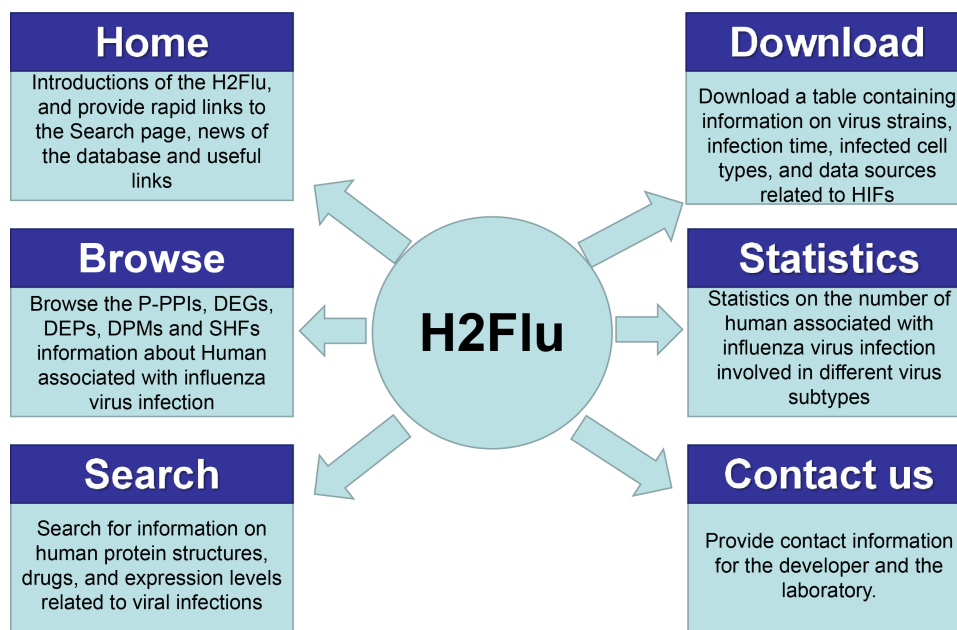 Home
Introductions of the H2Flu,
and provide rapid links to
the Search page, news of
the database and useful
links
Browse
Browse the P-PPIs, DEGs,
DEPs, DPMs and SHFs
information about Human
associated with influenza
virus infection
Search
Search for information on
human protein structures,
drugs, and expression levels
related to viral infections
H2Flu
Download
Download a table containing
information on virus strains,
infection time, infected cell
types, and data sources
related to HIFs
Statistics
Statistics on the number of
human associated with
influenza virus infection
involved in different virus
subtypes
Contact us
Provide contact information
for the developer and the
laboratory.